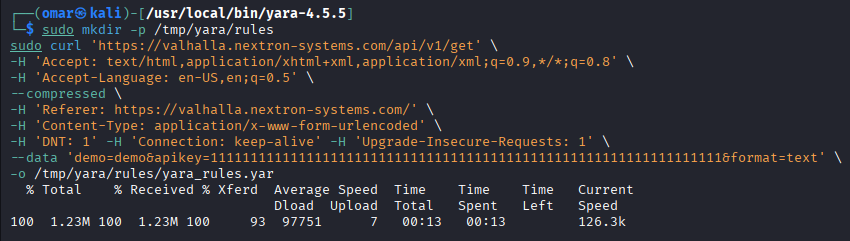 ┌──(omar㉿kali)-[/usr/local/bin/yara-4.5.5]
└─$ sudo mkdir -p /tmp/yara/rules
sudo curl 'https://valhalla.nextron-systems.com/api/v1/get' \
-H 'Accept: text/html,application/xhtml+xml,application/xml;q=0.9,*/*;q=0.8' \
-H 'Accept-Language: en-US,en;q=0.5' \
--compressed \
-H 'Referer: https://valhalla.nextron-systems.com/' \
-H 'Content-Type: application/x-www-form-urlencoded' \
-H 'DNT: 1' -H 'Connection: keep-alive' -H 'Upgrade-Insecure-Requests: 1' \
--data 'demo=demo&apikey=1111111111111111111111111111111111111111111111111111111111111111&format=text' \
-o /tmp/yara/rules/yara_rules.yar
% Total % Received % Xferd Average Speed Time Time Time Current
Dload Upload Total Spent Left Speed
100 1.23M 100 1.23M 100 93 97751 7 00:13 00:13 126.3k